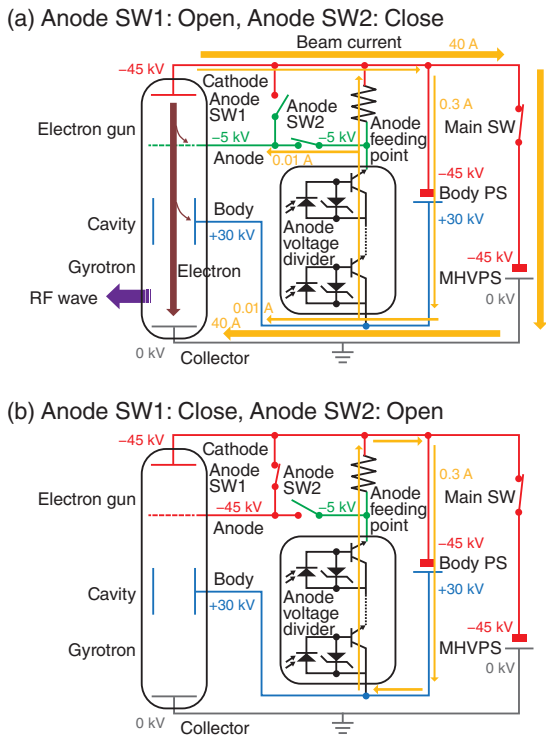 (a) Anode SW1: Open, Anode SW2: Close
Beam current
40 A
−45 kV
Cathode
Anode
SW1
Anode
SW2
0.3 A
Main SW
Electron gun
−5 kV
−5 kV
Anode
feeding
point
Anode
0.01 A
−45 kV
Body PS
+30 kV
Cavity
Body
+30 kV
Anode
voltage
divider
Gyrotron
Electron
−45 kV
MHVPS
0 kV
RF wave
0.01 A
40 A
0 kV
Collector
(b) Anode SW1: Close, Anode SW2: Open
−45 kV
Cathode
Anode
SW1
Anode
SW2
0.3 A
Main SW
Electron gun
−45 kV
−5 kV
Anode
feeding
point
Anode
−45 kV
Body PS
+30 kV
Cavity
Body
+30 kV
Anode
voltage
divider
Gyrotron
−45 kV
MHVPS
0 kV
0 kV
Collector